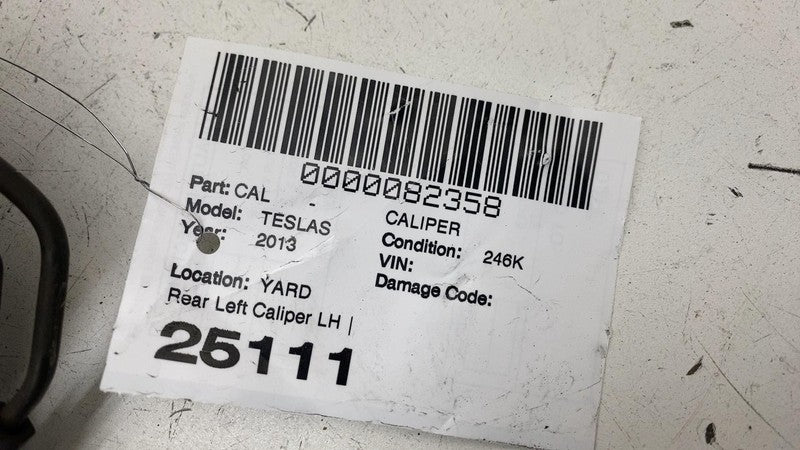 0000082358
Part: CAL - CALIPER
Model: TESLAS Condition: 246K
Year: 2013 VIN:
Location: YARD Damage Code:
Rear Left Caliper LH |
25111